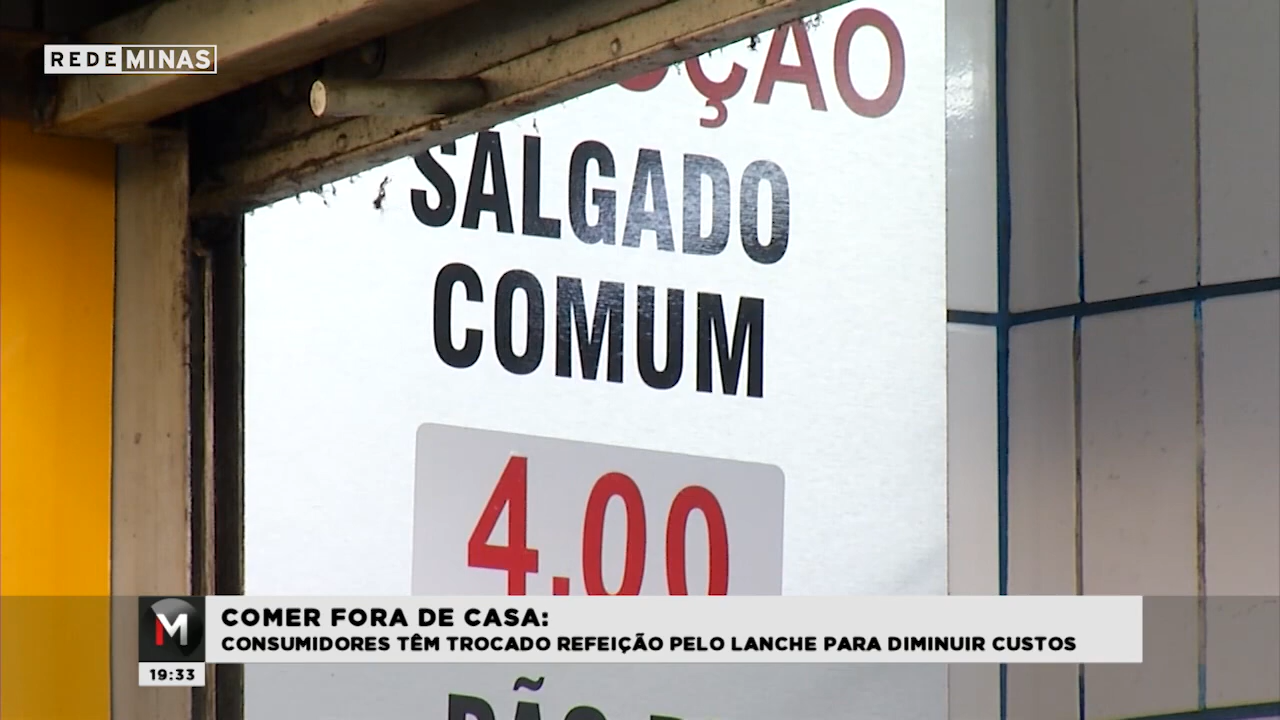 REDE MINAS
SALGADO
COMUM
4.00
COMER FORA DE CASA:
CONSUMIDORES TÊM TROCADO REFEIÇÃO PELO LANCHE PARA DIMINUIR CUSTOS
M
19:33